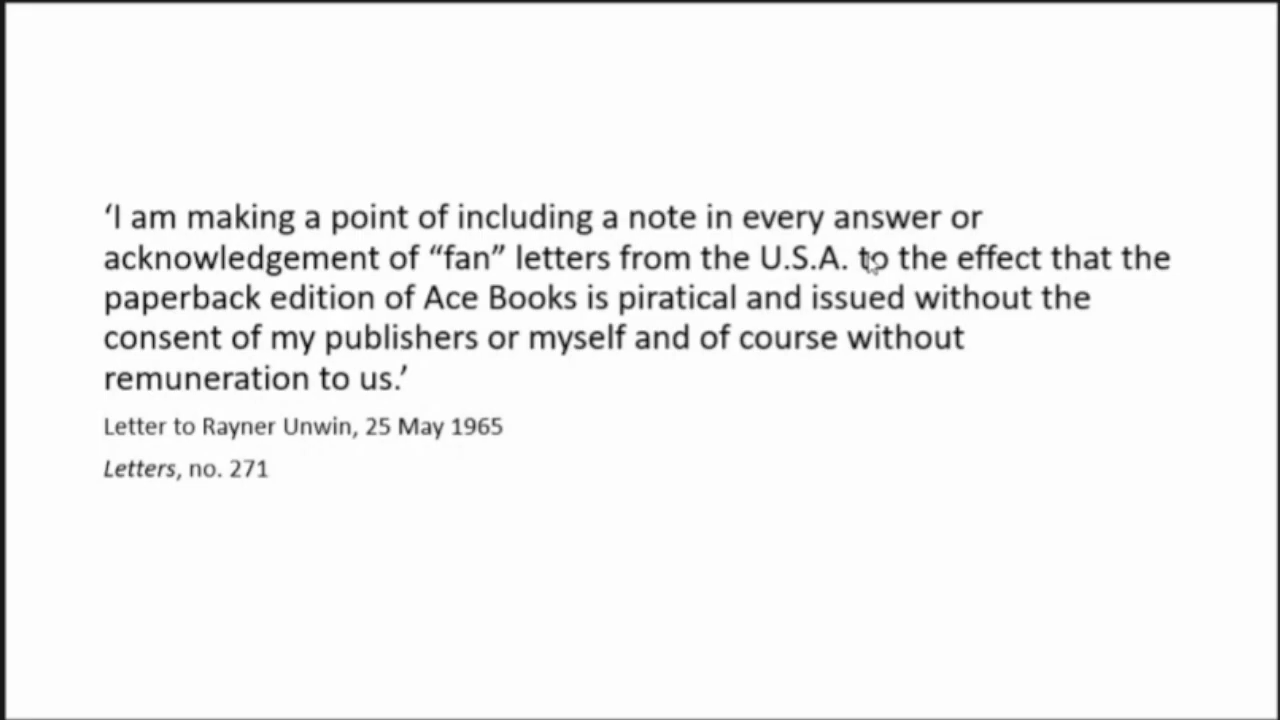 ‘I am making a point of including a note in every answer or
acknowledgement of “fan” letters from the U.S.A. to the effect that the
paperback edition of Ace Books is piratical and issued without the
consent of my publishers or myself and of course without
remuneration to us.’
Letter to Rayner Unwin, 25 May 1965
Letters, no. 271